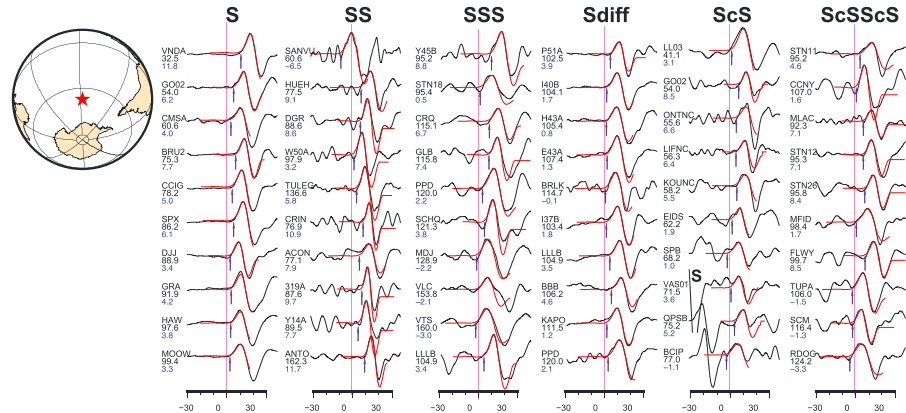 S SS SSS Sdiff ScS ScSScS
VNDA
32.5
11.8
GO02
54.0
6.2
CMSA
60.6
4.0
BRU2
75.3
7.7
CCIG
78.2
5.0
SPX
86.2
6.1
DJJ
88.9
3.4
GRA
91.9
4.2
HAW
97.6
3.8
MOOW
99.4
3.3
SANVU
60.6
−6.5
HUEH
77.5
9.1
DGR
88.6
8.6
W50A
97.9
3.2
TULEG
136.6
5.8
CRIN
76.9
10.9
ACON
77.1
7.9
319A
87.6
9.7
Y14A
89.5
7.7
ANTO
162.3
11.7
Y45B
95.2
8.8
STN18
95.4
0.5
CRQ
115.1
6.7
GLB
115.8
7.4
PPD
120.0
2.2
SCHQ
121.3
3.8
MDJ
128.9
−2.2
VLC
153.8
−2.1
VTS
160.0
−3.0
LLLB
104.9
3.4
P51A
102.5
3.9
I40B
104.1
1.7
H43A
105.4
0.8
E43A
107.4
1.3
BRLK
114.7
−0.1
I37B
103.4
1.8
LLLB
104.9
3.5
BBB
106.2
4.6
KAPO
111.5
1.2
PPD
120.0
2.1
LL03
41.1
3.1
GO02
54.0
8.5
ONTNC
55.6
6.6
LIFNC
56.3
6.4
KOUNC
58.2
5.5
EIDS
62.2
1.9
SPB
68.2
1.0
S
VAS01
71.5
3.6
QPSB
75.2
5.2
BCIP
77.0
−1.1
STN11
95.2
4.6
CCNY
107.0
1.6
MLAC
92.3
7.1
STN12
95.3
7.1
STN26
95.8
8.4
MFID
98.4
1.7
FLWY
99.7
8.5
TUPA
106.0
−1.5
SCM
116.4
−1.3
RDOG
124.2
−3.3
−30 0 30 −30 0 30 −30 0 30 −30 0 30 −30 0 30 −30 0 30